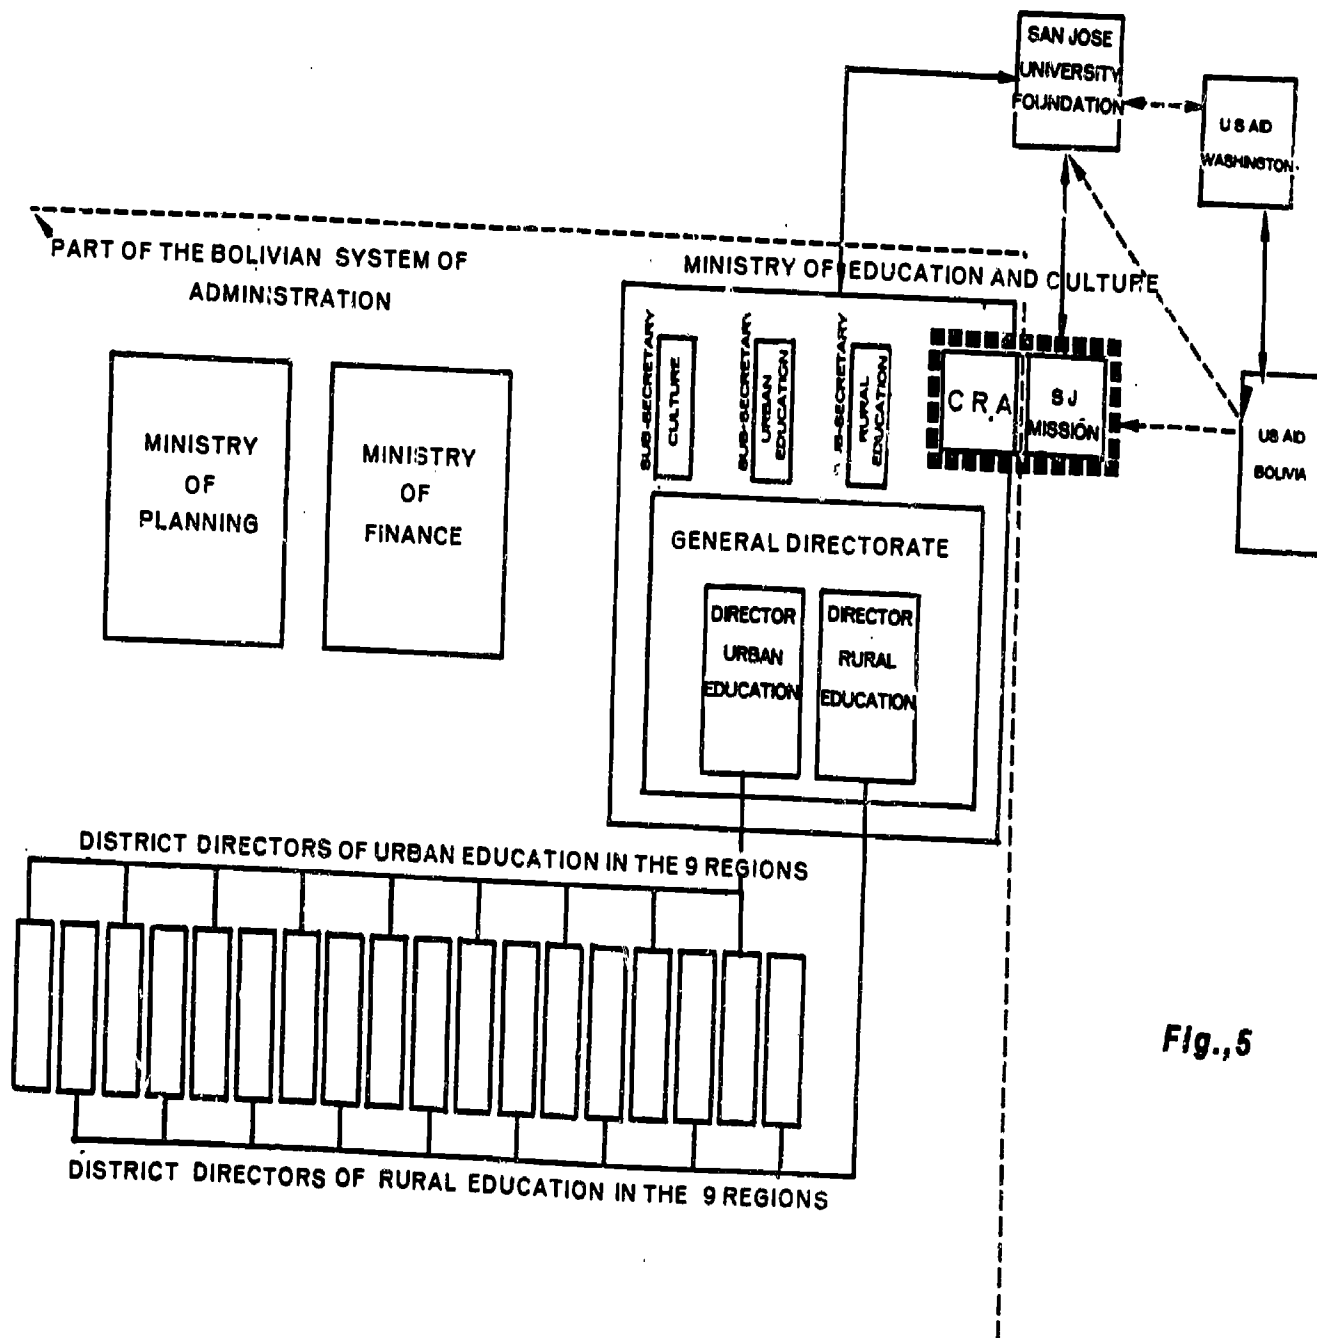 SAN JOSE
UNIVERSITY
FOUNDATION
US AID
WASHINGTON
PART OF THE BOLIVIAN SYSTEM OF
ADMINISTRATION
MINISTRY OF EDUCATION AND CULTURE
SUB-SECRETARY
CULTURE
SUB-SECRETARY
URBAN
EDUCATION
UB-SECRETARY
RURAL
EDUCATION
C R A
S J
MISSION
US AID
BOLIVIA
MINISTRY
OF
PLANNING
MINISTRY
OF
FINANCE
GENERAL DIRECTORATE
DIRECTOR
URBAN
EDUCATION
DIRECTOR
RURAL
EDUCATION
DISTRICT DIRECTORS OF URBAN EDUCATION IN THE 9 REGIONS
DISTRICT DIRECTORS OF RURAL EDUCATION IN THE 9 REGIONS
Fig.,5